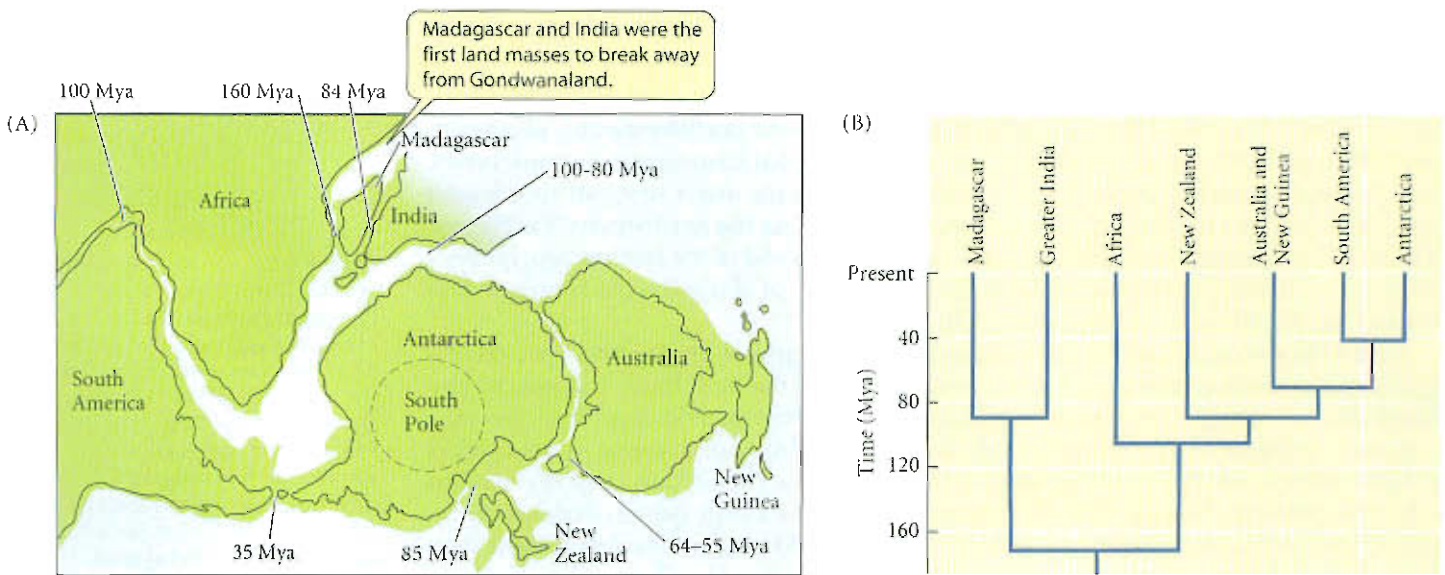 Madagascar and India were the
first land masses to break away
from Gondwanaland.
(A)
100 Mya
160 Mya
84 Mya
Madagascar
100-80 Mya
Africa
India
South
America
Antarctica
South
Pole
Australia
New
Guinea
New
Zealand
35 Mya
85 Mya
64–55 Mya
(B)
Madagascar
Greater India
Africa
New Zealand
Australia and
New Guinea
South America
Antarctica
Present
40
80
120
160
Time (Mya)